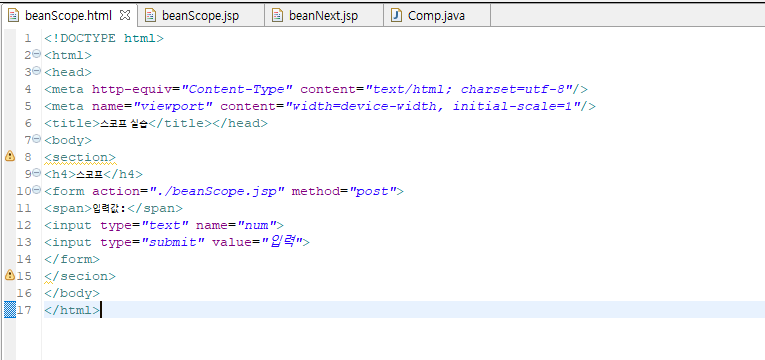 beanScope.html beanScope.jsp beanNext.jsp Comp.java
1 <!DOCTYPE html>
2 <html>
3 <head>
4 <meta http-equiv="Content-Type" content="text/html; charset=utf-8"/>
5 <meta name="viewport" content="width=device-width, initial-scale=1"/>
6 <title>스코프 실습</title></head>
7 <body>
8 <section>
9 <h4>스코프</h4>
10 <form action="./beanScope.jsp" method="post">
11 <span>입력값:</span>
12 <input type="text" name="num">
13 <input type="submit" value="입력">
14 </form>
15 </secion>
16 </body>
17 </html>